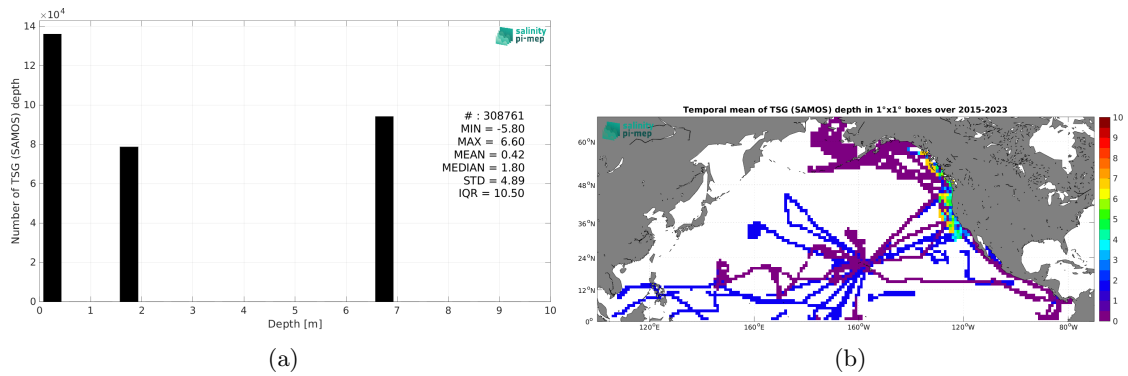 ×10⁴
14
12
10
8
6
4
2
0
0 1 2 3 4 5 6 7 8 9 10
Number of TSG (SAMOS) depth
Depth [m]
salinity
pi-mep
# : 308761
MIN = -5.80
MAX = 6.60
MEAN = 0.42
MEDIAN = 1.80
STD = 4.89
IQR = 10.50
(a)
Temporal mean of TSG (SAMOS) depth in 1°x1° boxes over 2015-2023
salinity
pi-mep
60°N
48°N
36°N
24°N
12°N
0°
120°E 160°E 160°W 120°W 80°W
10
9
8
7
6
5
4
3
2
1
0
(b)